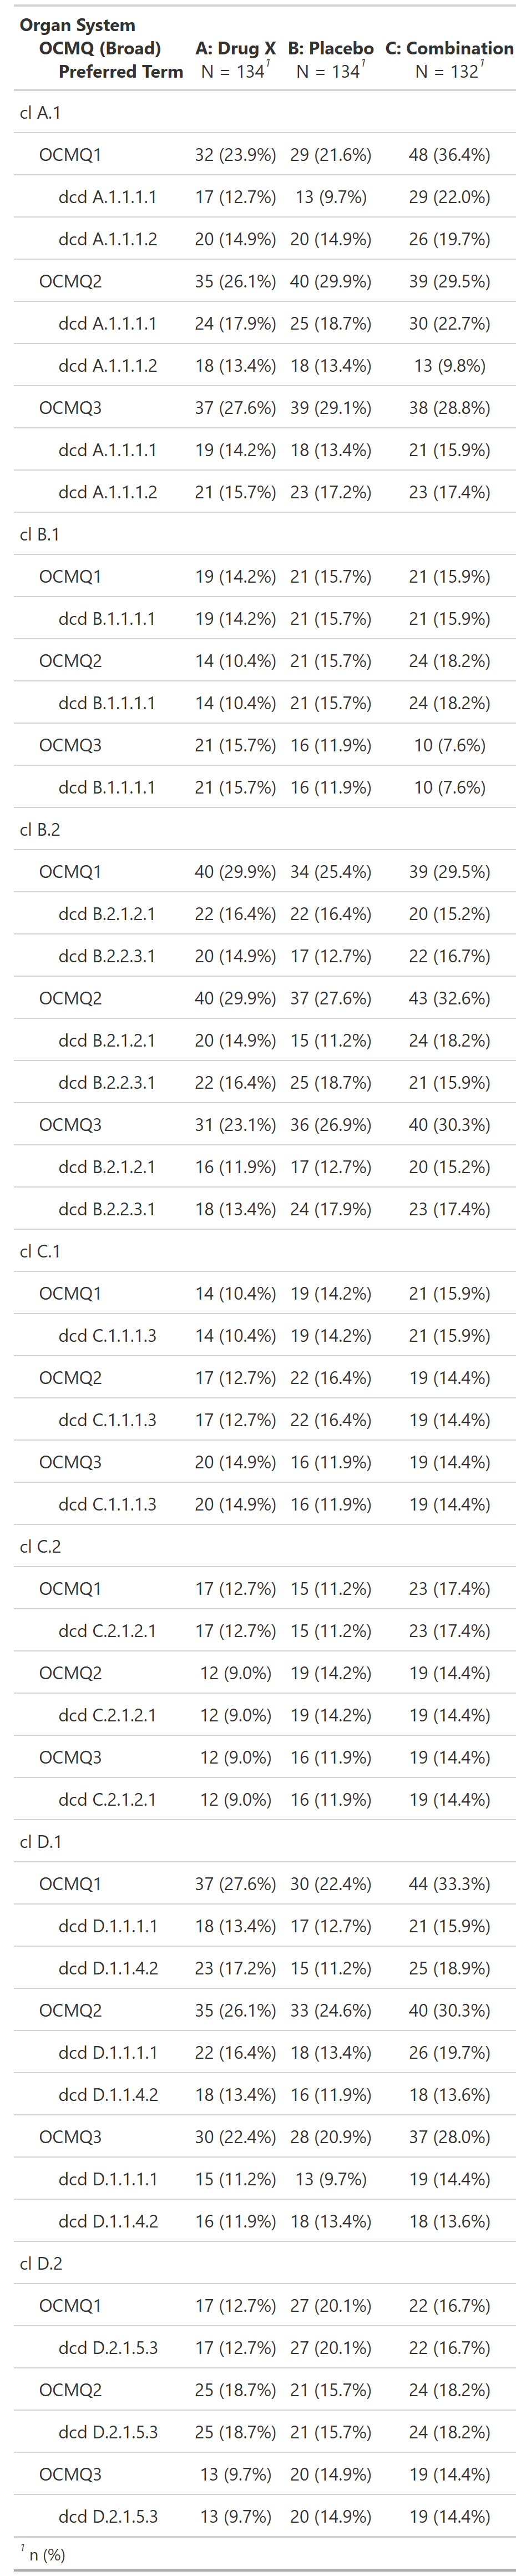 Organ System
OCMQ (Broad) A: Drug X B: Placebo C: Combination
Preferred Term N = 134¹ N = 134¹ N = 132¹
cl A.1
OCMQ1 32 (23.9%) 29 (21.6%) 48 (36.4%)
dcd A.1.1.1.1 17 (12.7%) 13 (9.7%) 29 (22.0%)
dcd A.1.1.1.2 20 (14.9%) 20 (14.9%) 26 (19.7%)
OCMQ2 35 (26.1%) 40 (29.9%) 39 (29.5%)
dcd A.1.1.1.1 24 (17.9%) 25 (18.7%) 30 (22.7%)
dcd A.1.1.1.2 18 (13.4%) 18 (13.4%) 13 (9.8%)
OCMQ3 37 (27.6%) 39 (29.1%) 38 (28.8%)
dcd A.1.1.1.1 19 (14.2%) 18 (13.4%) 21 (15.9%)
dcd A.1.1.1.2 21 (15.7%) 23 (17.2%) 23 (17.4%)
cl B.1
OCMQ1 19 (14.2%) 21 (15.7%) 21 (15.9%)
dcd B.1.1.1.1 19 (14.2%) 21 (15.7%) 21 (15.9%)
OCMQ2 14 (10.4%) 21 (15.7%) 24 (18.2%)
dcd B.1.1.1.1 14 (10.4%) 21 (15.7%) 24 (18.2%)
OCMQ3 21 (15.7%) 16 (11.9%) 10 (7.6%)
dcd B.1.1.1.1 21 (15.7%) 16 (11.9%) 10 (7.6%)
cl B.2
OCMQ1 40 (29.9%) 34 (25.4%) 39 (29.5%)
dcd B.2.1.2.1 22 (16.4%) 22 (16.4%) 20 (15.2%)
dcd B.2.2.3.1 20 (14.9%) 17 (12.7%) 22 (16.7%)
OCMQ2 40 (29.9%) 37 (27.6%) 43 (32.6%)
dcd B.2.1.2.1 20 (14.9%) 15 (11.2%) 24 (18.2%)
dcd B.2.2.3.1 22 (16.4%) 25 (18.7%) 21 (15.9%)
OCMQ3 31 (23.1%) 36 (26.9%) 40 (30.3%)
dcd B.2.1.2.1 16 (11.9%) 17 (12.7%) 20 (15.2%)
dcd B.2.2.3.1 18 (13.4%) 24 (17.9%) 23 (17.4%)
cl C.1
OCMQ1 14 (10.4%) 19 (14.2%) 21 (15.9%)
dcd C.1.1.1.3 14 (10.4%) 19 (14.2%) 21 (15.9%)
OCMQ2 17 (12.7%) 22 (16.4%) 19 (14.4%)
dcd C.1.1.1.3 17 (12.7%) 22 (16.4%) 19 (14.4%)
OCMQ3 20 (14.9%) 16 (11.9%) 19 (14.4%)
dcd C.1.1.1.3 20 (14.9%) 16 (11.9%) 19 (14.4%)
cl C.2
OCMQ1 17 (12.7%) 15 (11.2%) 23 (17.4%)
dcd C.2.1.2.1 17 (12.7%) 15 (11.2%) 23 (17.4%)
OCMQ2 12 (9.0%) 19 (14.2%) 19 (14.4%)
dcd C.2.1.2.1 12 (9.0%) 19 (14.2%) 19 (14.4%)
OCMQ3 12 (9.0%) 16 (11.9%) 19 (14.4%)
dcd C.2.1.2.1 12 (9.0%) 16 (11.9%) 19 (14.4%)
cl D.1
OCMQ1 37 (27.6%) 30 (22.4%) 44 (33.3%)
dcd D.1.1.1.1 18 (13.4%) 17 (12.7%) 21 (15.9%)
dcd D.1.1.4.2 23 (17.2%) 15 (11.2%) 25 (18.9%)
OCMQ2 35 (26.1%) 33 (24.6%) 40 (30.3%)
dcd D.1.1.1.1 22 (16.4%) 18 (13.4%) 26 (19.7%)
dcd D.1.1.4.2 18 (13.4%) 16 (11.9%) 18 (13.6%)
OCMQ3 30 (22.4%) 28 (20.9%) 37 (28.0%)
dcd D.1.1.1.1 15 (11.2%) 13 (9.7%) 19 (14.4%)
dcd D.1.1.4.2 16 (11.9%) 18 (13.4%) 18 (13.6%)
cl D.2
OCMQ1 17 (12.7%) 27 (20.1%) 22 (16.7%)
dcd D.2.1.5.3 17 (12.7%) 27 (20.1%) 22 (16.7%)
OCMQ2 25 (18.7%) 21 (15.7%) 24 (18.2%)
dcd D.2.1.5.3 25 (18.7%) 21 (15.7%) 24 (18.2%)
OCMQ3 13 (9.7%) 20 (14.9%) 19 (14.4%)
dcd D.2.1.5.3 13 (9.7%) 20 (14.9%) 19 (14.4%)
¹ n (%)